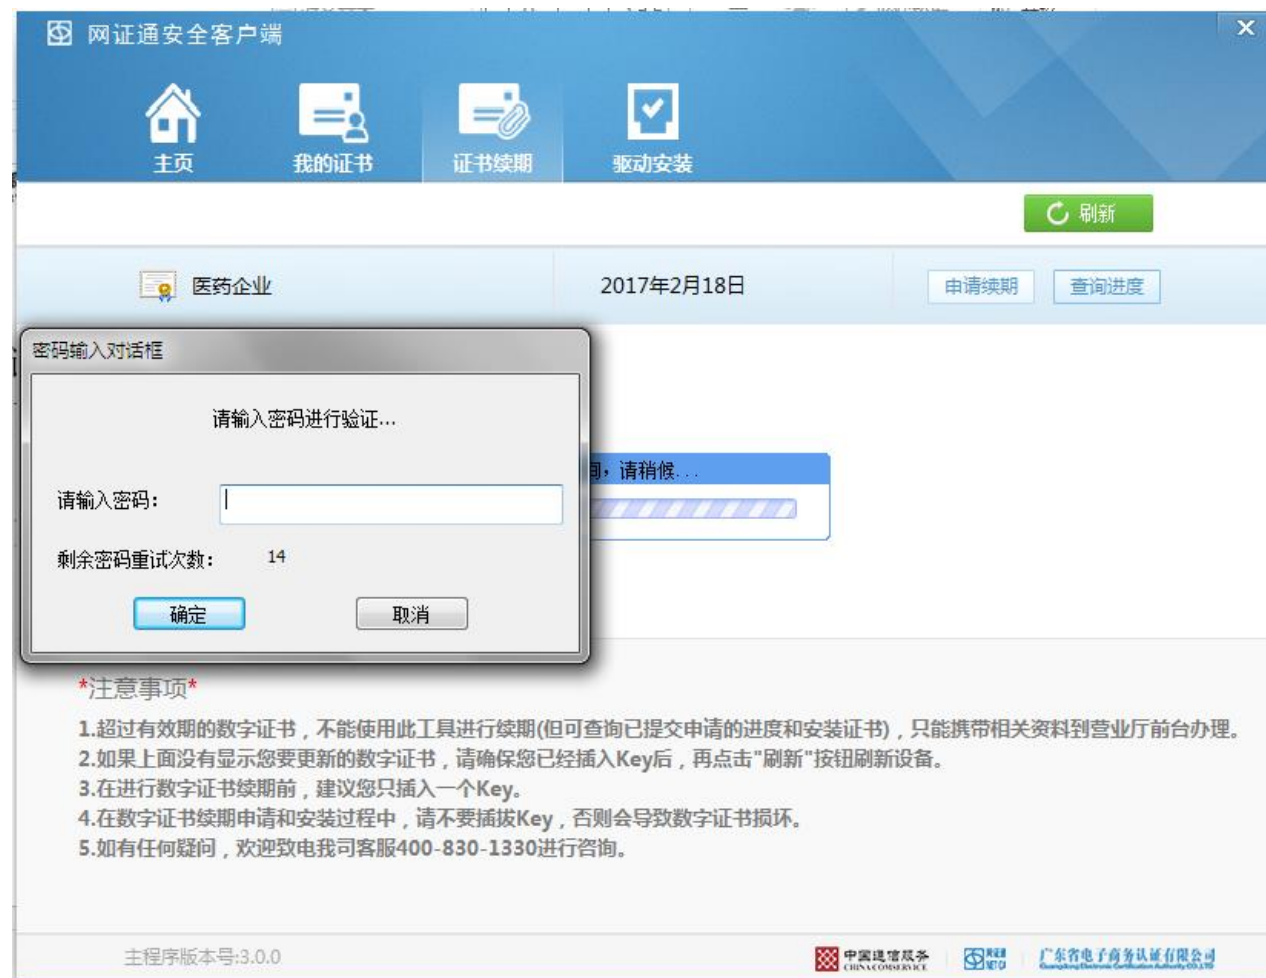 网证通安全客户端
主页
我的证书
证书续期
驱动安装
刷新
医药企业
2017年2月18日
申请续期
查询进度
密码输入对话框
请输入密码进行验证...
，请稍候...
请输入密码：
剩余密码重试次数：
14
确定
取消
*注意事项*
1.超过有效期的数字证书，不能使用此工具进行续期(但可查询已提交申请的进度和安装证书)，只能携带相关资料到营业厅前台办理。
2.如果上面没有显示您要更新的数字证书，请确保您已经插入Key后，再点击"刷新"按钮刷新设备。
3.在进行数字证书续期前，建议您只插入一个Key。
4.在数字证书续期申请和安装过程中，请不要插拔Key，否则会导致数字证书损坏。
5.如有任何疑问，欢迎致电我司客服400-830-1330进行咨询。
主程序版本号:3.0.0
中国通信服务
CHINA COMSERVICE
网证通
NETCA
广东省电子商务认证有限公司